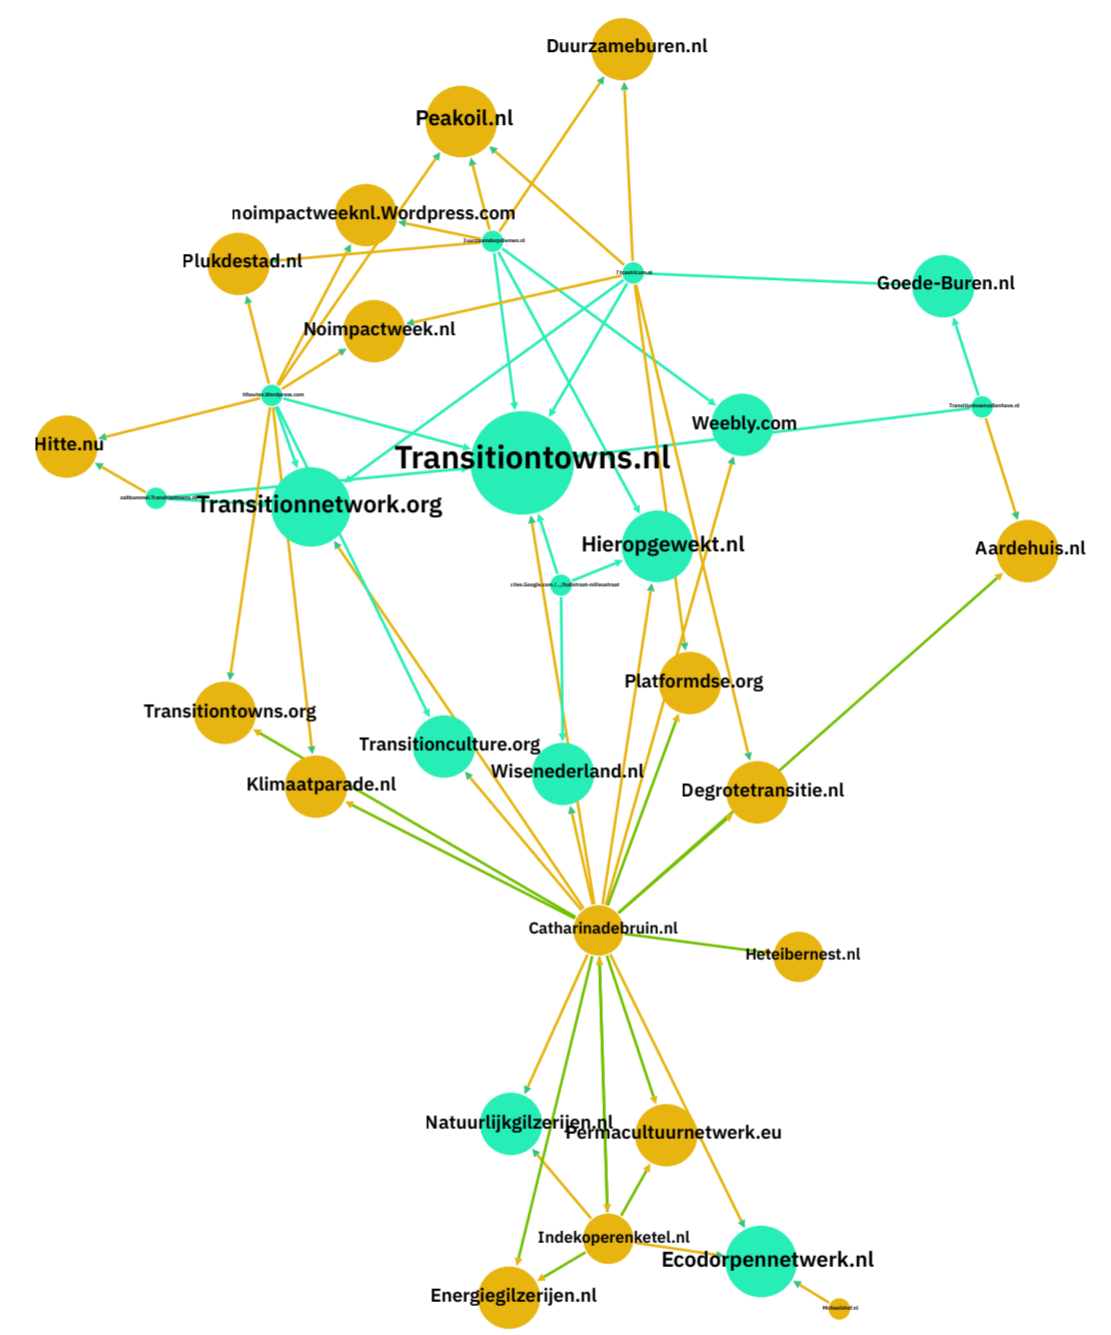 Duurzameburen.nl
Peakoil.nl
noimpactweeknl.Wordpress.com
Plukdestad.nl
Goede-Buren.nl
Noimpactweek.nl
Transitiontowns.nl
Weebly.com
Hitte.nu
Transitionnetwork.org
Hieropgewekt.nl
Aardehuis.nl
Platformdse.org
Transitiontowns.org
Transitionculture.org
Wisenederland.nl
Klimaatparade.nl
Degrotetransitie.nl
Catharinadebruin.nl
Heteibernest.nl
Natuurlijkgilzerijen.nl
Permacultuurnetwerk.eu
Indekoperenketel.nl
Ecodorpennetwerk.nl
Energiegilzerijen.nl